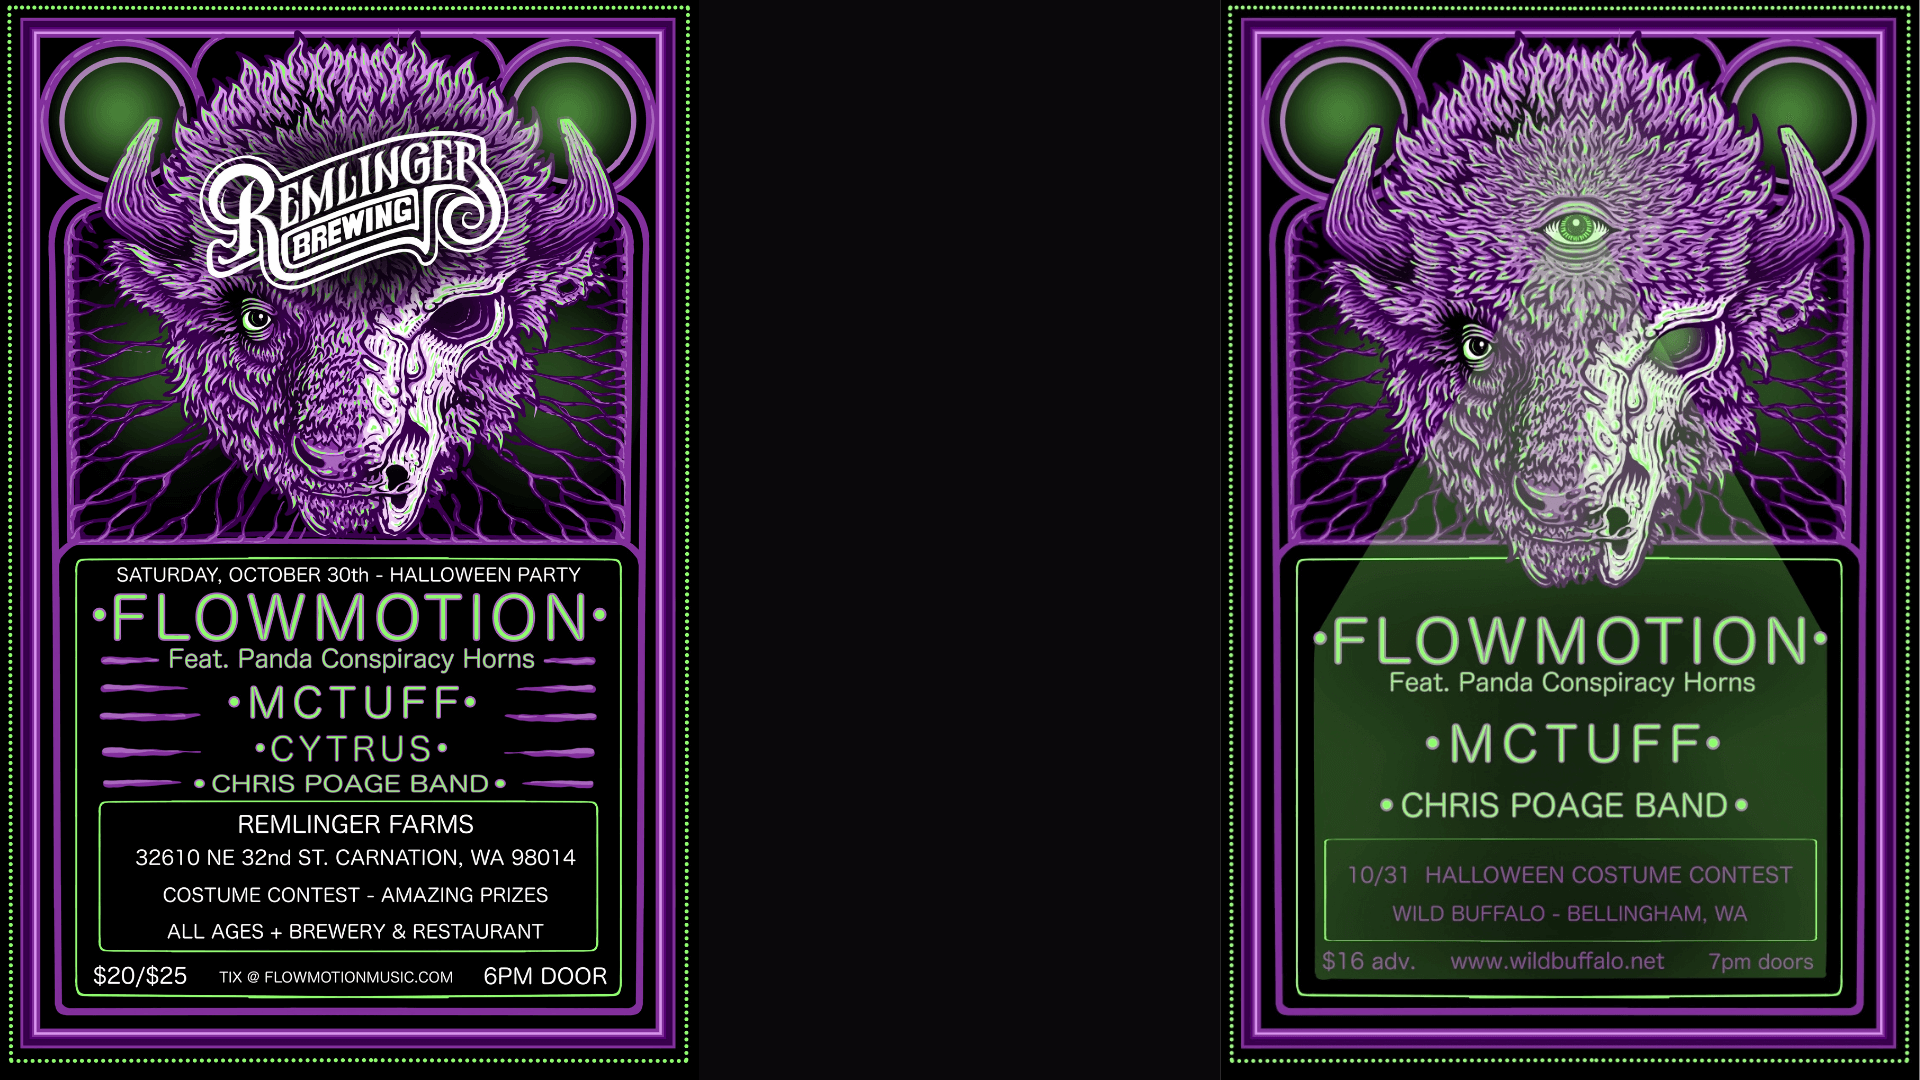 REMLINGER
BREWING
SATURDAY, OCTOBER 30th - HALLOWEEN PARTY
•FLOWMOTION•
Feat. Panda Conspiracy Horns
•MCTUFF•
•CYTRUS•
•CHRIS POAGE BAND•
REMLINGER FARMS
32610 NE 32nd ST. CARNATION, WA 98014
COSTUME CONTEST - AMAZING PRIZES
ALL AGES + BREWERY & RESTAURANT
$20/$25 TIX @ FLOWMOTIONMUSIC.COM 6PM DOOR
•FLOWMOTION•
Feat. Panda Conspiracy Horns
•MCTUFF•
•CHRIS POAGE BAND•
10/31 HALLOWEEN COSTUME CONTEST
WILD BUFFALO - BELLINGHAM, WA
$16 adv. www.wildbuffalo.net 7pm doors